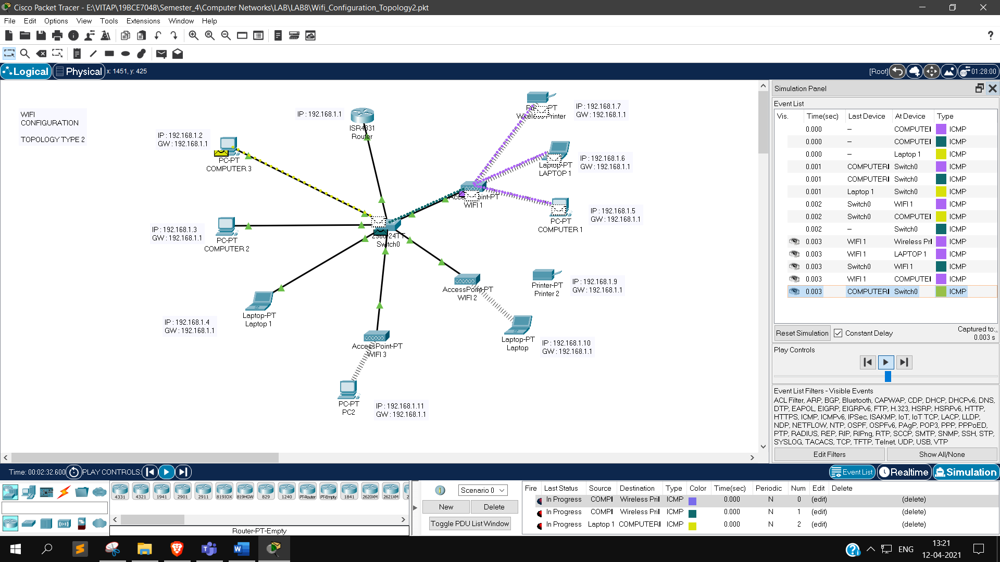 Cisco Packet Tracer - E:\VITAP\19BCE7048\Semester_4\Computer Networks\LAB\LAB8\Wifi_Configuration_Topology2.pkt
File Edit Options View Tools Extensions Window Help
?
Logical Physical x: 1451, y: 425 [Root] 01:28:00
WIFI
CONFIGURATION
TOPOLOGY TYPE 2
IP : 192.168.1.1
ISR4331
Router
IP : 192.168.1.2
GW : 192.168.1.1
PC-PT
COMPUTER 3
IP : 192.168.1.3
GW : 192.168.1.1
PC-PT
COMPUTER 2
IP : 192.168.1.4
GW : 192.168.1.1
Laptop-PT
Laptop 1
Switch0
WIFI 1
IP : 192.168.1.7
GW : 192.168.1.1
IP : 192.168.1.6
GW : 192.168.1.1
Laptop-PT
LAPTOP 1
IP : 192.168.1.5
GW : 192.168.1.1
PC-PT
COMPUTER 1
AccessPoint-PT
WIFI 2
Printer-PT
Printer 2
IP : 192.168.1.9
GW : 192.168.1.1
Laptop-PT
Laptop
IP : 192.168.1.10
GW : 192.168.1.1
AccessPoint-PT
WIFI 3
PC-PT
PC2
IP : 192.168.1.11
GW : 192.168.1.1
Simulation Panel
Event List
Vis. Time(sec) Last Device At Device Type
0.000 -- COMPUTEI ICMP
0.000 -- COMPUTEI ICMP
0.000 -- Laptop 1 ICMP
0.001 COMPUTERI Switch0 ICMP
0.001 COMPUTERI Switch0 ICMP
0.001 Laptop 1 Switch0 ICMP
0.002 Switch0 WIFI 1 ICMP
0.002 Switch0 COMPUTEI ICMP
0.002 -- Switch0 ICMP
0.003 WIFI 1 Wireless Pri ICMP
0.003 WIFI 1 LAPTOP 1 ICMP
0.003 Switch0 WIFI 1 ICMP
0.003 WIFI 1 COMPUTEI ICMP
0.003 COMPUTERI Switch0 ICMP
Reset Simulation Constant Delay Captured to:
0.003 s
Play Controls
Event List Filters - Visible Events
ACL Filter, ARP, BGP, Bluetooth, CAPWAP, CDP, DHCP, DHCPv6, DNS,
DTP, EAPOL, EIGRP, EIGRPv6, FTP, H.323, HSRP, HSRPv6, HTTP,
HTTPS, ICMP, ICMPv6, IPSec, ISAKMP, IoT, IoT TCP, LACP, LLDP,
NDP, NETFLOW, NTP, OSPF, OSPFv6, PAgP, POP3, PPP, PPPoED,
PTP, RADIUS, REP, RIP, RIPng, RTP, SCCP, SMTP, SNMP, SSH, STP,
SYSLOG, TACACS, TCP, TFTP, Telnet, UDP, USB, VTP
Edit Filters Show All/None
Time: 00:02:32.600 PLAY CONTROLS: Event List Realtime Simulation
4331 4321 1941 2901 2911 819IOX 819HGW 829 1240 PT-Router PT-Empty 1841 2620XM 2621XM
Router-PT-Empty
Scenario 0
New Delete
Toggle PDU List Window
Fire Last Status Source Destination Type Color Time(sec) Periodic Num Edit Delete
In Progress COMPI Wireless Pril ICMP 0.000 N 0 (edit) (delete)
In Progress COMPI Wireless Pril ICMP 0.000 N 1 (edit) (delete)
In Progress Laptop 1 COMPUTERI ICMP 0.000 N 2 (edit) (delete)
ENG
13:21
12-04-2021